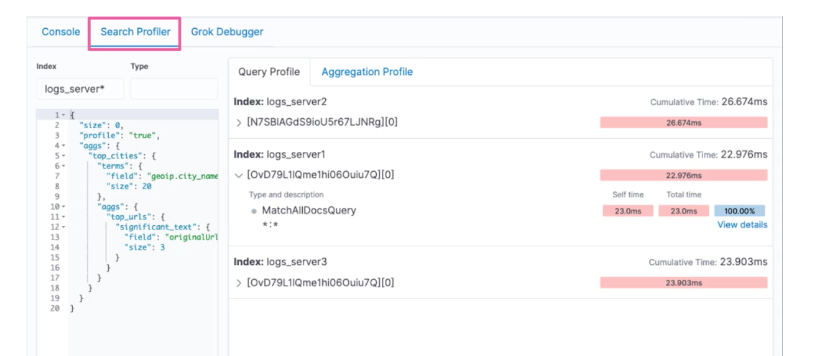 Console Search Profiler Grok Debugger
Index Type
logs_server*
1 {
2 "size": 0,
3 "profile": "true",
4 "aggs": {
5 "top_cities": {
6 "terms": {
7 "field": "geoip.city_name
8 "size": 20
9 },
10 "aggs": {
11 "top_urls": {
12 "significant_text": {
13 "field": "originalUrl
14 "size": 3
15 }
16 }
17 }
18 }
19 }
20 }
Query Profile Aggregation Profile
Index: logs_server2 Cumulative Time: 26.674ms
[N7SBlAGdS9ioU5r67LJNRg][0] 26.674ms
Index: logs_server1 Cumulative Time: 22.976ms
[OvD79L1lQme1hi06Ouiu7Q][0] 22.976ms
Type and description Self time Total time
MatchAllDocsQuery 23.0ms 23.0ms 100.00%
*:* View details
Index: logs_server3 Cumulative Time: 23.903ms
[OvD79L1lQme1hi06Ouiu7Q][0] 23.903ms